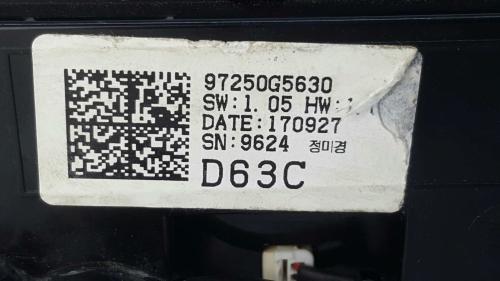 97250G5630
SW:1.05 HW:
DATE:170927
SN:9624 정미경
D63C